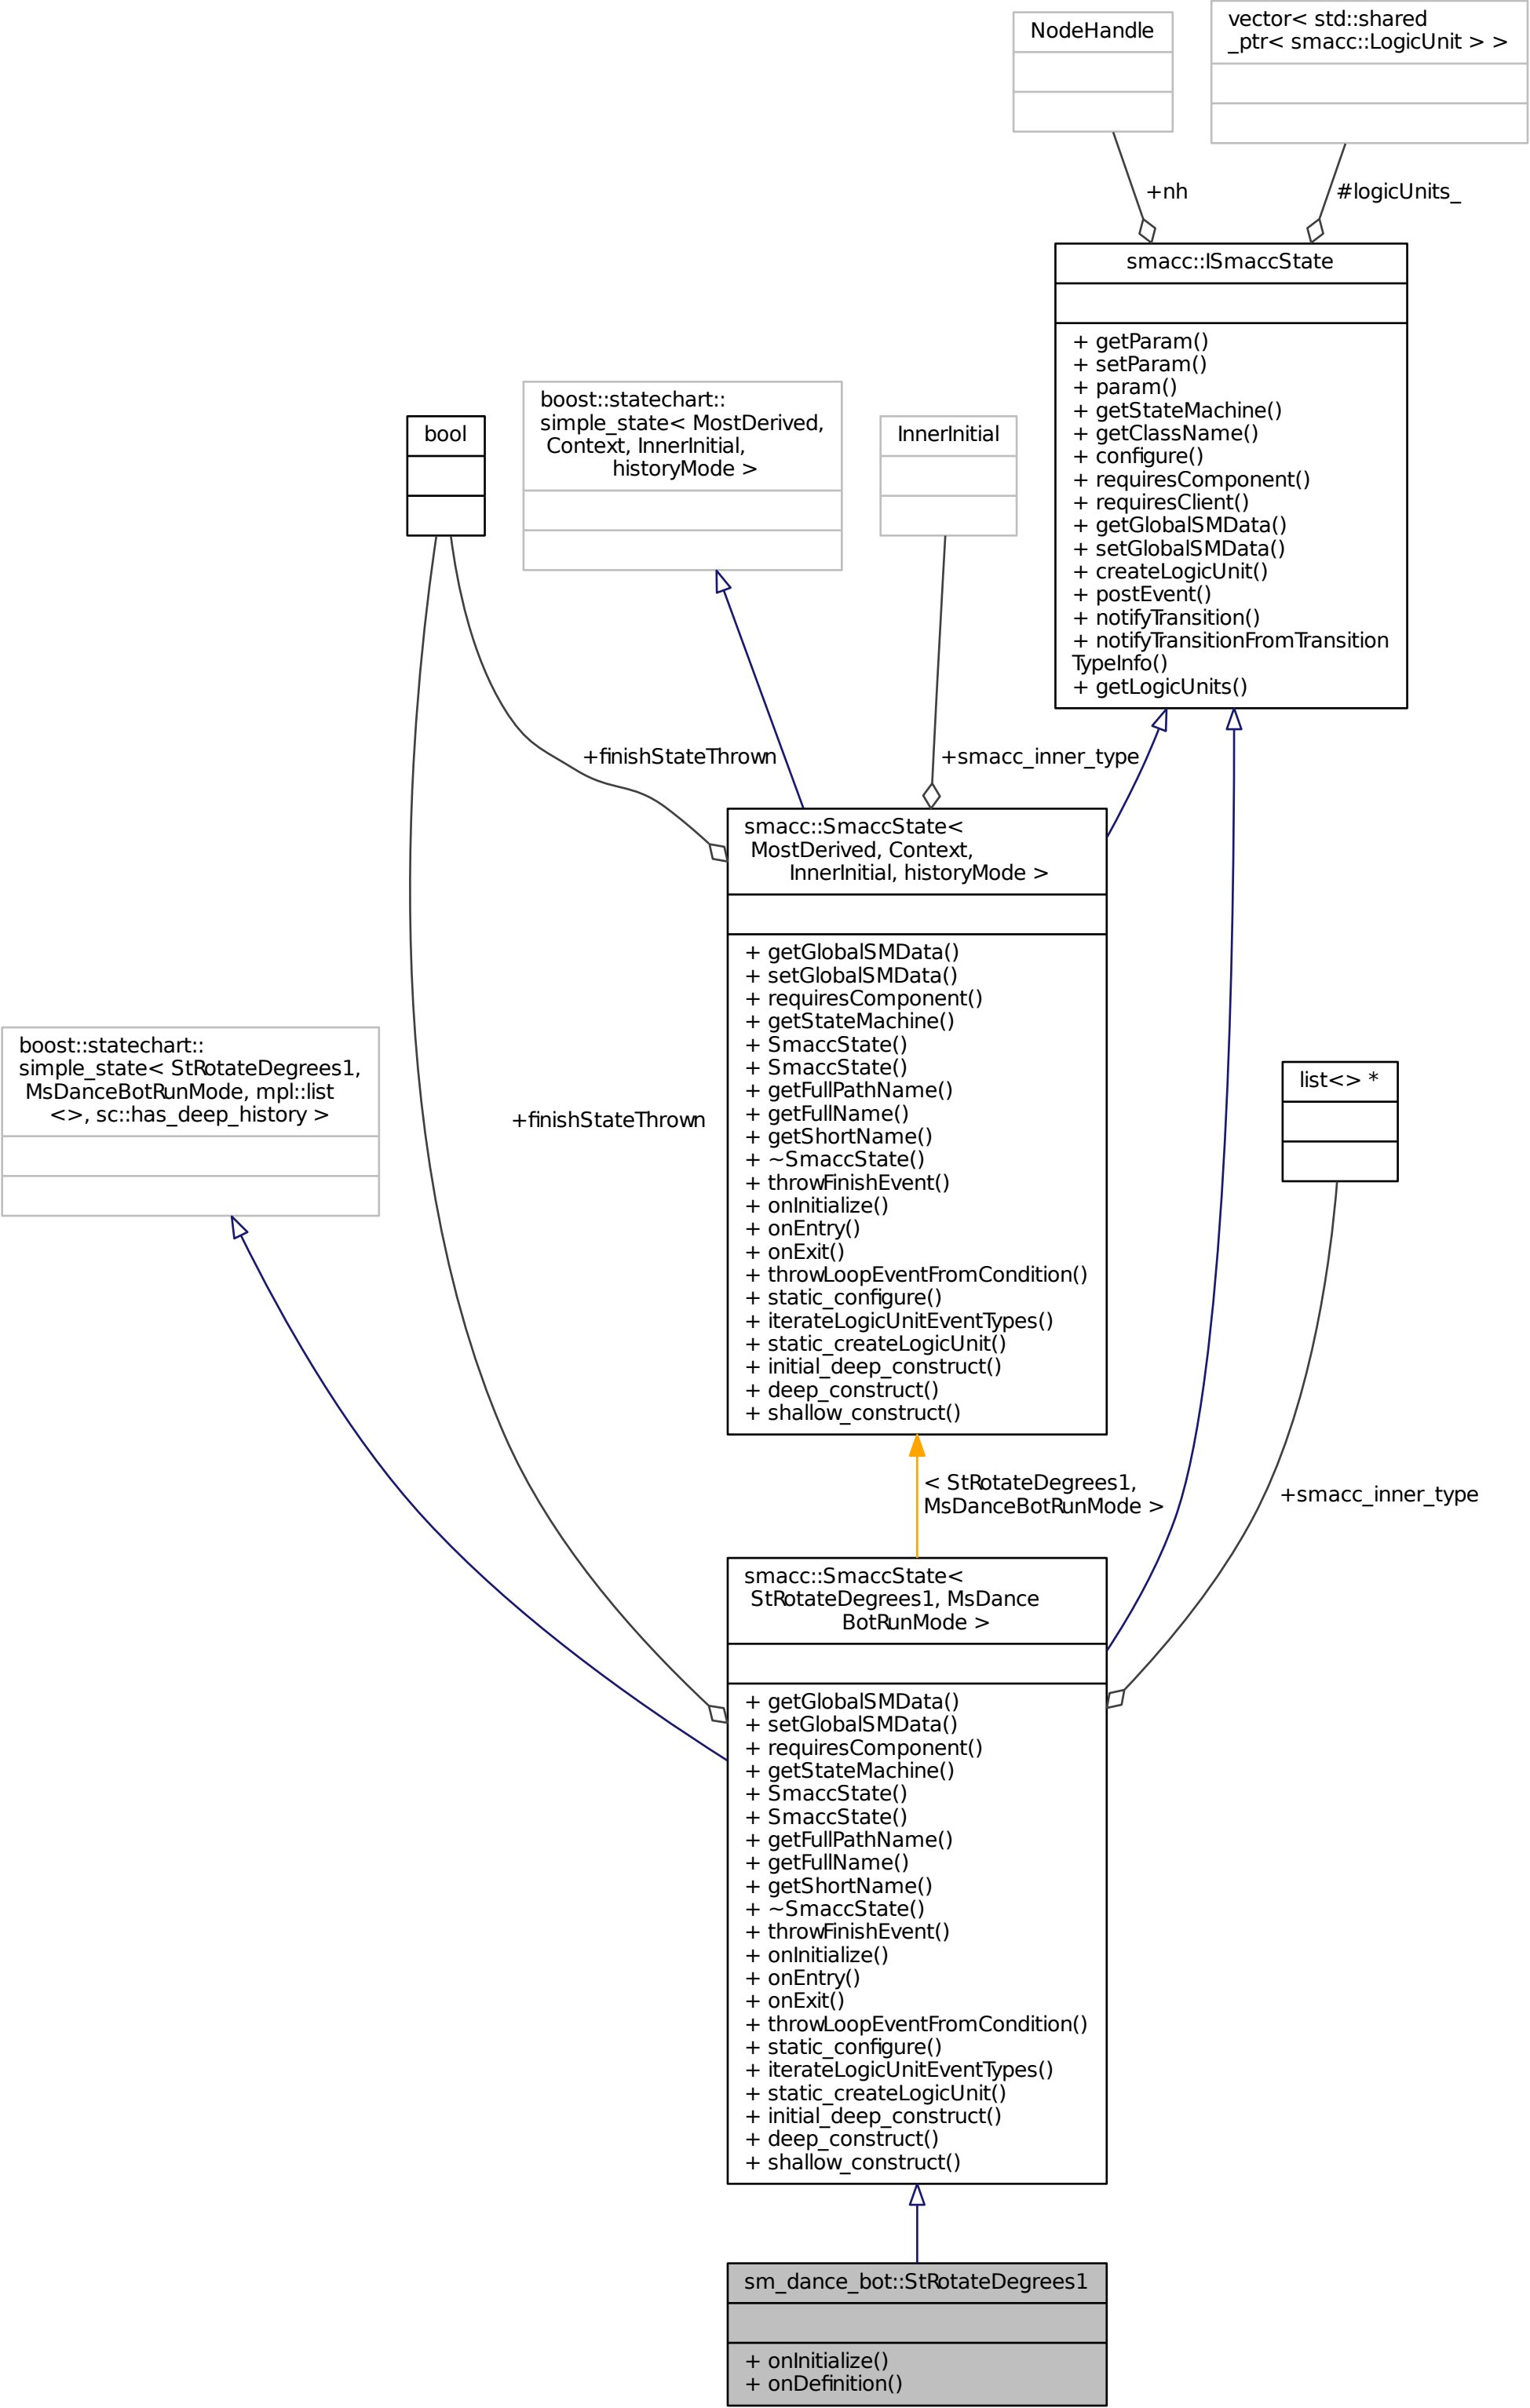 NodeHandle
vector< std::shared
_ptr< smacc::LogicUnit > >
+nh
#logicUnits_
smacc::ISmaccState
+ getParam()
+ setParam()
+ param()
+ getStateMachine()
+ getClassName()
+ configure()
+ requiresComponent()
+ requiresClient()
+ getGlobalSMData()
+ setGlobalSMData()
+ createLogicUnit()
+ postEvent()
+ notifyTransition()
+ notifyTransitionFromTransition
TypeInfo()
+ getLogicUnits()
bool
boost::statechart::
simple_state< MostDerived,
Context, InnerInitial,
historyMode >
InnerInitial
+finishStateThrown
+smacc_inner_type
smacc::SmaccState<
MostDerived, Context,
InnerInitial, historyMode >
+ getGlobalSMData()
+ setGlobalSMData()
+ requiresComponent()
+ getStateMachine()
+ SmaccState()
+ SmaccState()
+ getFullPathName()
+ getFullName()
+ getShortName()
+ ~SmaccState()
+ throwFinishEvent()
+ onInitialize()
+ onEntry()
+ onExit()
+ throwLoopEventFromCondition()
+ static_configure()
+ iterateLogicUnitEventTypes()
+ static_createLogicUnit()
+ initial_deep_construct()
+ deep_construct()
+ shallow_construct()
boost::statechart::
simple_state< StRotateDegrees1,
MsDanceBotRunMode, mpl::list
<>, sc::has_deep_history >
+finishStateThrown
list<> *
< StRotateDegrees1,
MsDanceBotRunMode >
+smacc_inner_type
smacc::SmaccState<
StRotateDegrees1, MsDance
BotRunMode >
+ getGlobalSMData()
+ setGlobalSMData()
+ requiresComponent()
+ getStateMachine()
+ SmaccState()
+ SmaccState()
+ getFullPathName()
+ getFullName()
+ getShortName()
+ ~SmaccState()
+ throwFinishEvent()
+ onInitialize()
+ onEntry()
+ onExit()
+ throwLoopEventFromCondition()
+ static_configure()
+ iterateLogicUnitEventTypes()
+ static_createLogicUnit()
+ initial_deep_construct()
+ deep_construct()
+ shallow_construct()
sm_dance_bot::StRotateDegrees1
+ onInitialize()
+ onDefinition()